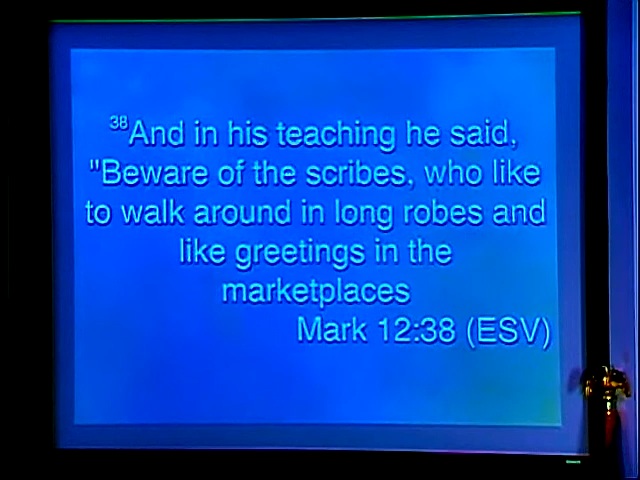 38And in his teaching he said,
"Beware of the scribes, who like
to walk around in long robes and
like greetings in the
marketplaces
Mark 12:38 (ESV)